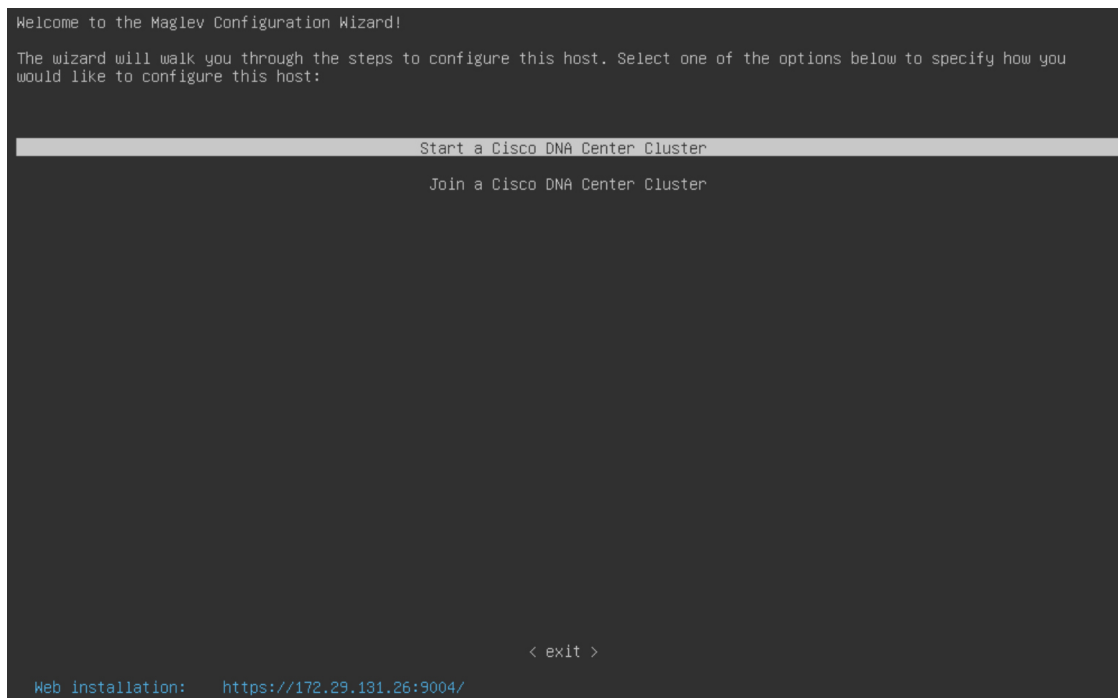 Welcome to the Maglev Configuration Wizard!
The wizard will walk you through the steps to configure this host. Select one of the options below to specify how you
would like to configure this host:
Start a Cisco DNA Center Cluster
Join a Cisco DNA Center Cluster
< exit >
Web installation: https://172.29.131.26:9004/